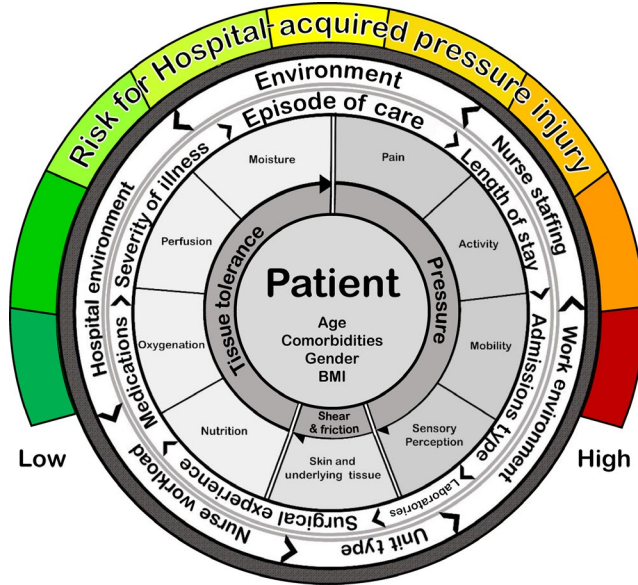 Risk for Hospital-acquired pressure injury
Environment
Nurse staffing
Work environment
Unit type
Nurse workload
Hospital environment
Episode of care
Length of stay
Admissions type
Laboratories
Surgical experience
Medications
Severity of illness
Moisture
Pain
Perfusion
Activity
Oxygenation
Mobility
Nutrition
Sensory
Perception
Skin and
underlying tissue
Tissue tolerance
Pressure
Shear
& friction
Patient
Age
Comorbidities
Gender
BMI
Low
High